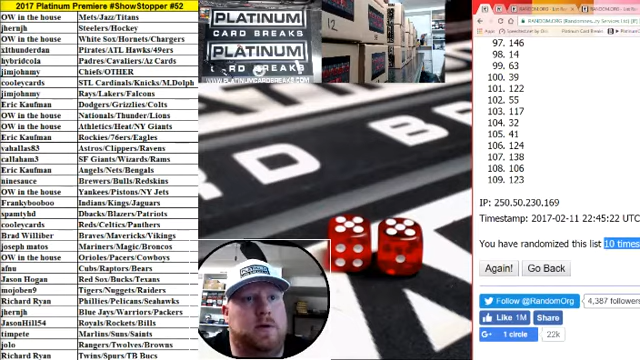 2017 Platinum Premiere #ShowStopper #52
OW in the house Mets/Jazz/Titans
jhernjh Steelers/Hockey
OW in the house White Sox/Hornets/Chargers
xlthunderdan Pirates/ATL Hawks/49ers
hybridcola Padres/Cavaliers/Az Cards
jimjohmy Chiefs/OTHER
cooleycards STL Cardinals/Knicks/M.Dolph
jimjohmy Rays/Lakers/Falcons
Eric Kaufman Dodgers/Grizzlies/Colts
OW in the house Nationals/Thunder/Lions
OW in the house Athletics/Heat/NY Giants
Eric Kaufman Rockies/76ers/Eagles
vahallas83 Astros/Clippers/Ravens
callaham3 SF Giants/Wizards/Rams
Eric Kaufman Angels/Nets/Bengals
ninesauce Brewers/Bulls/Redskins
OW in the house Yankees/Pistons/NY Jets
Frankybooboo Indians/Kings/Jaguars
spamtyhd Dbacks/Blazers/Patriots
cooleycards Reds/Celtics/Panthers
Brad Williber Braves/Mavericks/Vikings
joseph matos Mariners/Magic/Broncos
OW in the house Orioles/Pacers/Cowboys
afnu Cubs/Raptors/Bears
Jason Hogan Red Sox/Bucks/Texans
mojoben9 Tigers/Nuggets/Raiders
Richard Ryan Phillies/Pelicans/Seahawks
jhernjh Blue Jays/Warriors/Packers
JasonHill54 Royals/Rockets/Bills
timpete Marlins/Suns/Saints
jolo Rangers/Twolves/Browns
Richard Ryan Twins/Spurs/TB Bucs
PLATINUM
CARD BREAKS
PLATINUM
CARD BREAKS
WWW.PLATINUMCARDBREAKS.COM
RD BR
97. 146
98. 14
99. 63
100. 39
101. 122
102. 55
103. 117
104. 32
105. 41
106. 124
107. 138
108. 106
109. 123
IP: 250.50.230.169
Timestamp: 2017-02-11 22:45:22 UTC
You have randomized this list 10 times
Again! Go Back
Follow @RandomOrg 4,387 followers
Like 1M Share
1 circle 22k